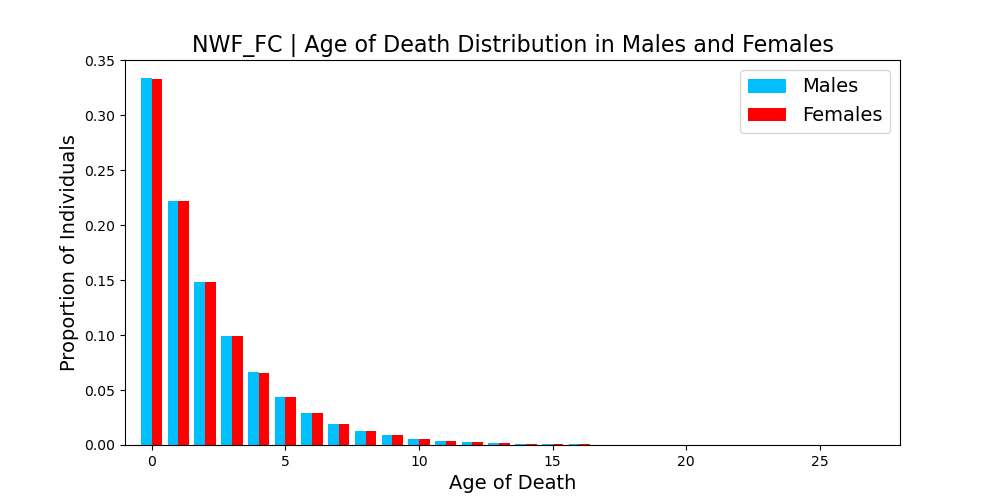 NWF_FC | Age of Death Distribution in Males and Females
Proportion of Individuals
0.35
0.30
0.25
0.20
0.15
0.10
0.05
0.00
Males
Females
0 5 10 15 20 25
Age of Death